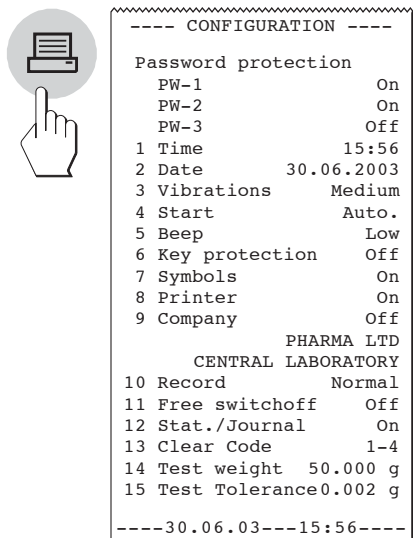 ---- CONFIGURATION ----
Password protection
PW-1 On
PW-2 On
PW-3 Off
1 Time 15:56
2 Date 30.06.2003
3 Vibrations Medium
4 Start Auto.
5 Beep Low
6 Key protection Off
7 Symbols On
8 Printer On
9 Company Off
PHARMA LTD
CENTRAL LABORATORY
10 Record Normal
11 Free switchoff Off
12 Stat./Journal On
13 Clear Code 1-4
14 Test weight 50.000 g
15 Test Tolerance0.002 g
----30.06.03---15:56----